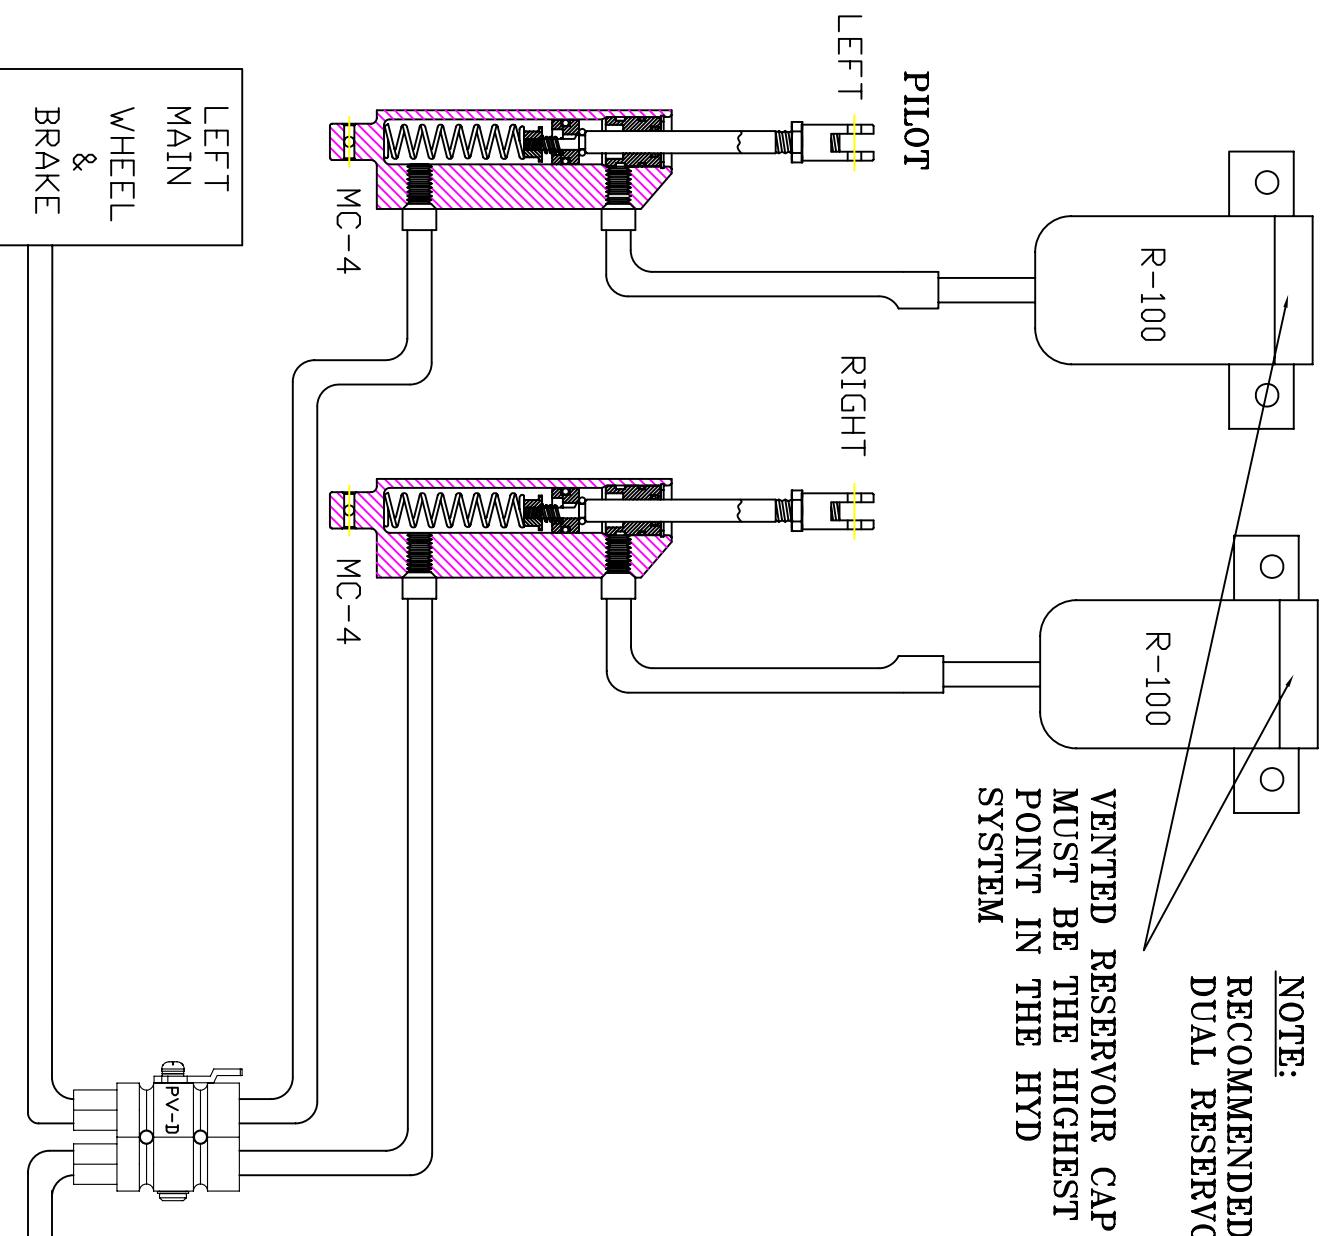 NOTE:
RECOMMENDED
DUAL
VENTED RESERVOIR CAP
MUST BE THE HIGHEST
POINT IN THE HYD
SYSTEM
R-100
R-100
PILOT
LEFT
RIGHT
MC-4
MC-4
LEFT
MAIN
WHEEL
&
BRAKE
PV-D